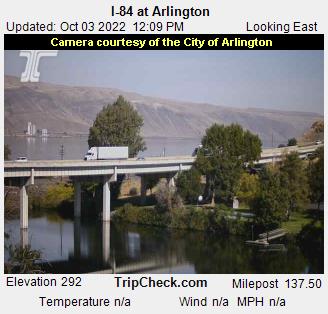 I-84 at Arlington
Updated: Oct 03 2022 12:09 PM Looking East
Camera courtesy of the City of Arlington
Elevation 292 TripCheck.com Milepost 137.50
Temperature n/a Wind n/a MPH n/a